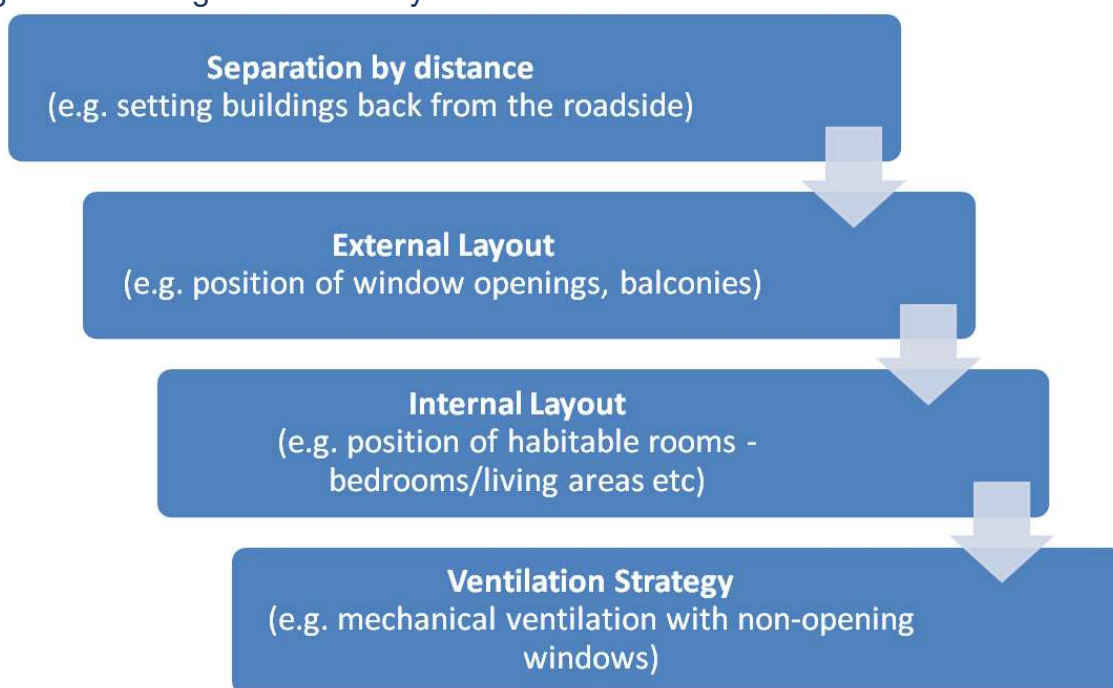 Separation by distance
(e.g. setting buildings back from the roadside)
External Layout
(e.g. position of window openings, balconies)
Internal Layout
(e.g. position of habitable rooms -
bedrooms/living areas etc)
Ventilation Strategy
(e.g. mechanical ventilation with non-opening
windows)